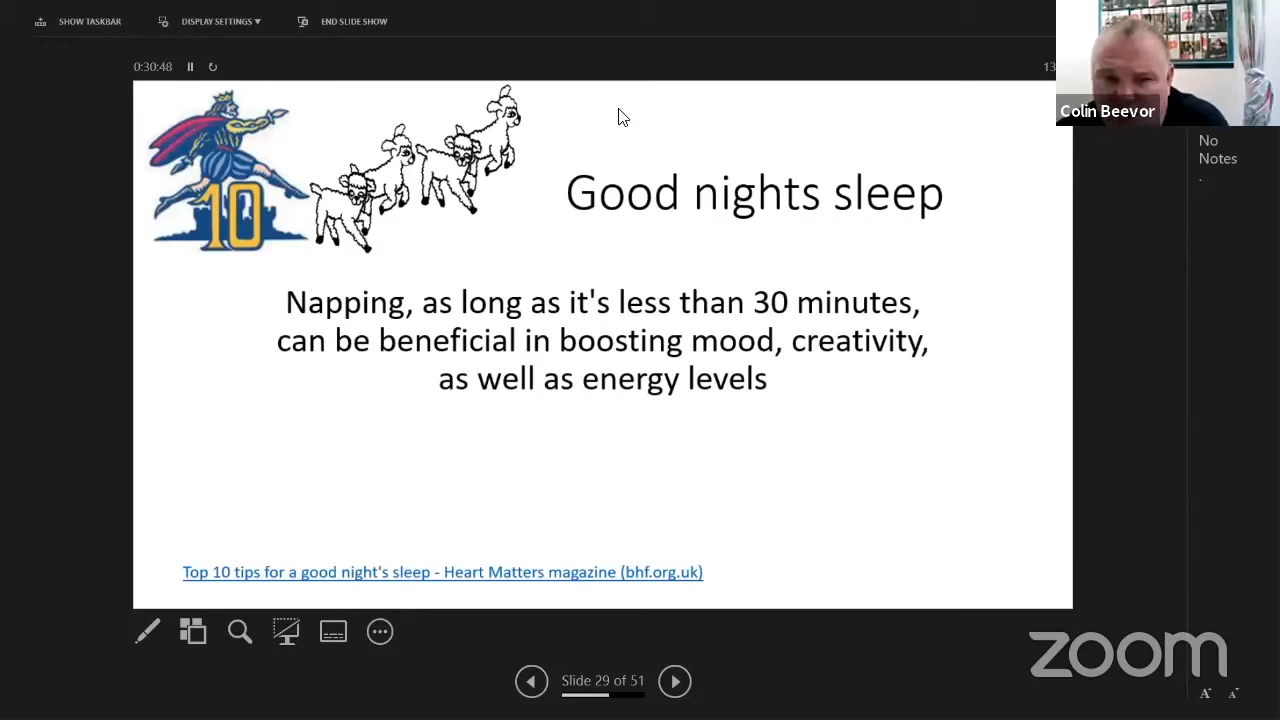 SHOW TASKBAR
DISPLAY SETTINGS ▼
END SLIDE SHOW
0:30:48
13
Colin Beevor
No
Notes
.
10
Good nights sleep
Napping, as long as it's less than 30 minutes,
can be beneficial in boosting mood, creativity,
as well as energy levels
Top 10 tips for a good night's sleep - Heart Matters magazine (bhf.org.uk)
zoom
Slide 29 of 51
A A